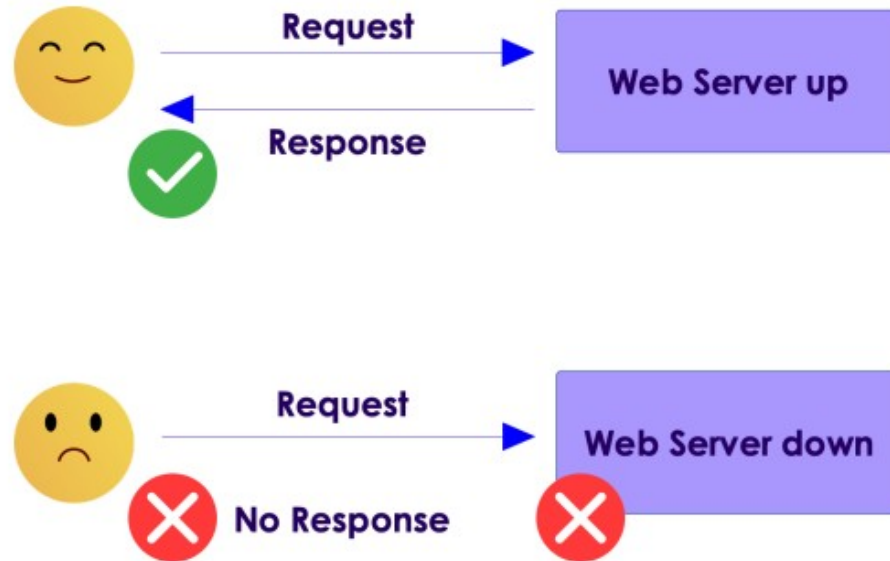 Request
Web Server up
Response
Request
Web Server down
No Response